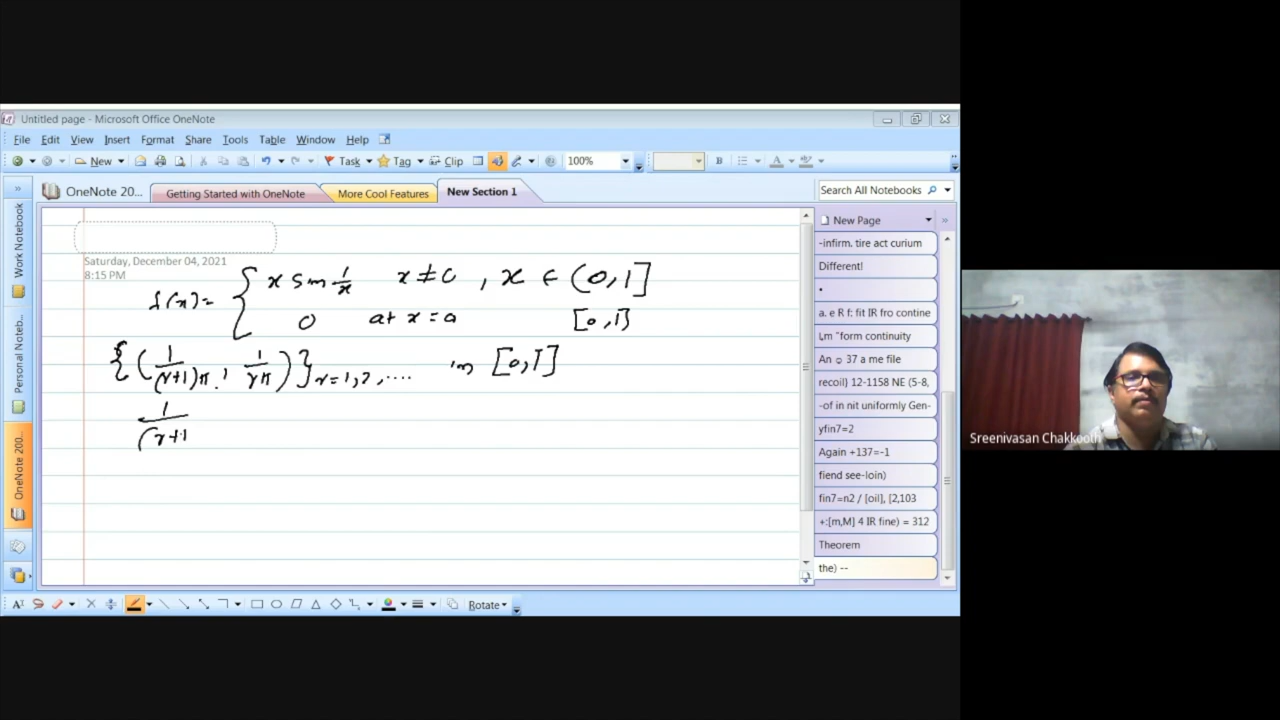 Untitled page - Microsoft Office OneNote
File Edit View Insert Format Share Tools Table Window Help
New Task Tag Clip 100% B A
OneNote 20... Getting Started with OneNote More Cool Features New Section 1 Search All Notebooks
Saturday, December 04, 2021
8:15 PM
f(x) = { x sin 1/x x ≠ 0 , x ∈ (0,1]
0 at x = 0 [0,1]
{ ( 1/(r+1)π , 1/rπ ) } r=1,2,.... in [0,1]
1/(r+1
Work Notebook
Personal Noteb...
OneNote 200...
New Page
-infirm. tire act curium
Different!
a. e R f: fit IR fro contine
"form continuity
An 37 a me file
recoil) 12-1158 NE (5-8,
-of in nit uniformly Gen-
yfin7=2
Again +137=-1
fiend see-loin)
fin7=n2 / [oil], [2,103
+:[m,M] 4 IR fine) = 312
Theorem
the) --
Rotate
Sreenivasan Chakkooth